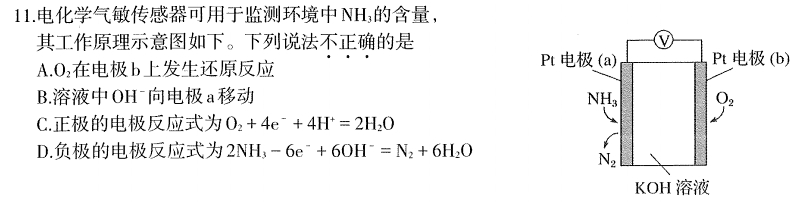 11.电化学气敏传感器可用于监测环境中NH₃的含量，
其工作原理示意图如下。下列说法不正确的是
A.O₂在电极b上发生还原反应
B.溶液中OH⁻向电极a移动
C.正极的电极反应式为O₂+4e⁻+4H⁺=2H₂O
D.负极的电极反应式为2NH₃-6e⁻+6OH⁻=N₂+6H₂O
V
Pt 电极 (a)
Pt 电极 (b)
NH₃
O₂
N₂
KOH 溶液